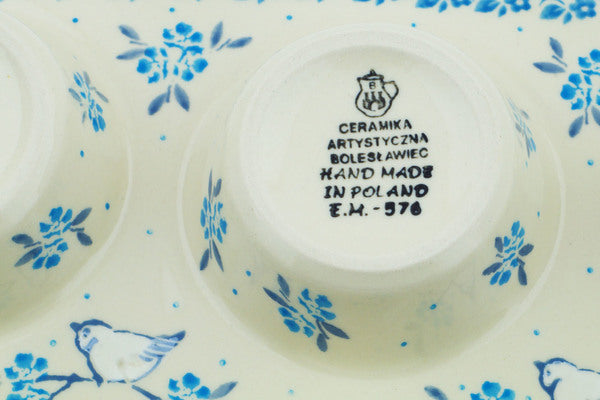 B
CERAMIKA
ARTYSTYCZNA
BOLESŁAWIEC
HAND MADE
IN POLAND
E.M.-576